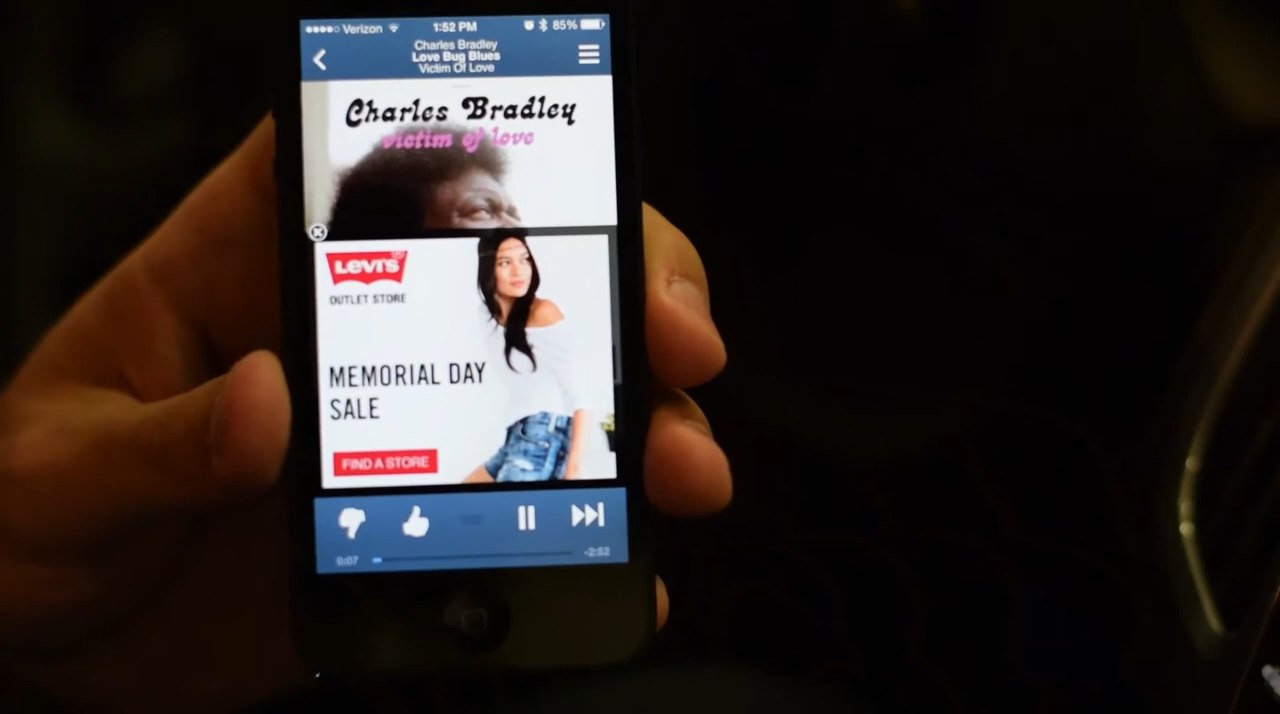 Verizon 1:52 PM 85%
Charles Bradley
Love Bug Blues
Victim Of Love
Charles Bradley
victim of love
Levi's
OUTLET STORE
MEMORIAL DAY
SALE
FIND A STORE
0:07 -2:52